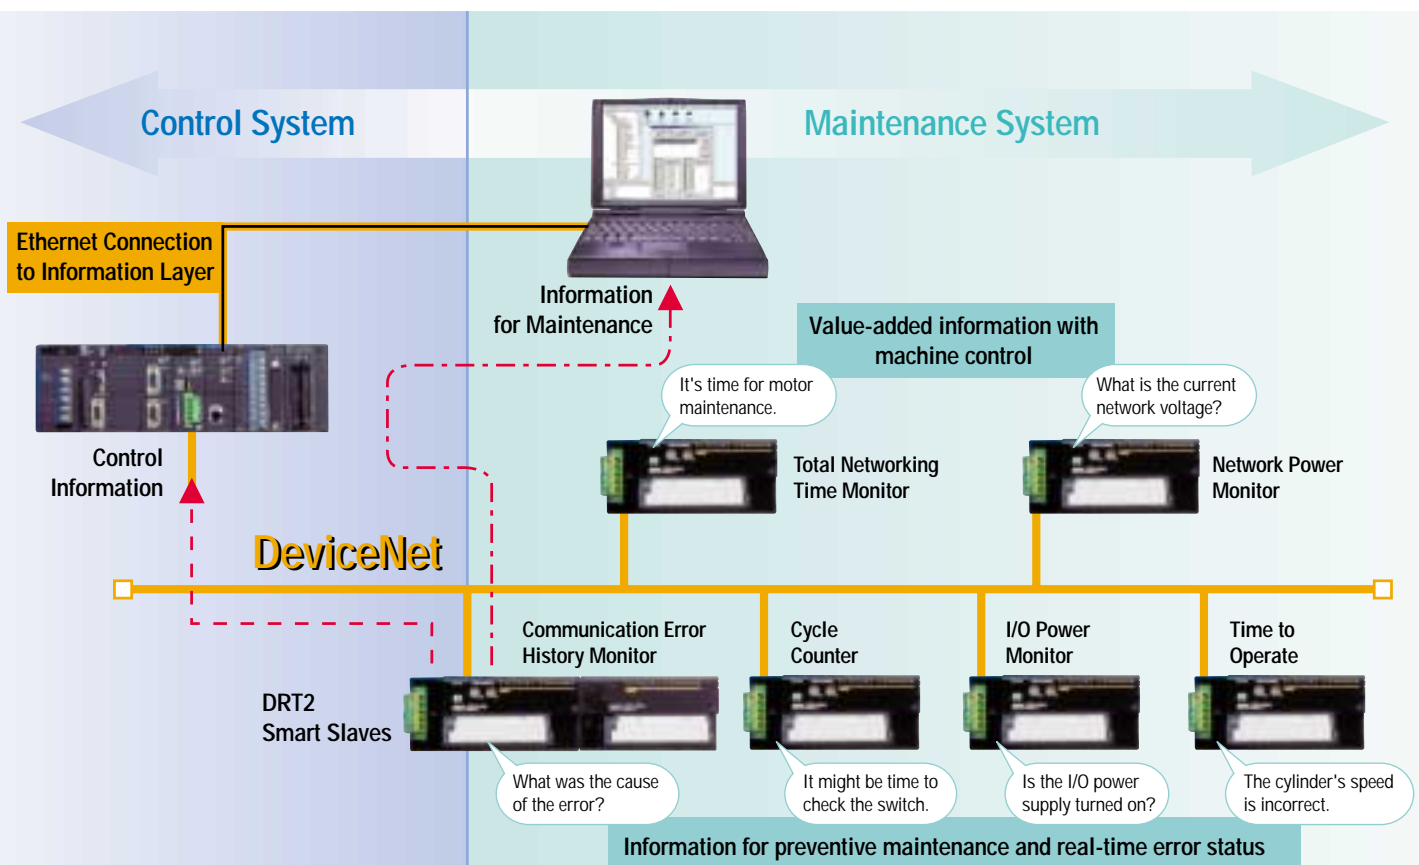 Control System
Maintenance System
Ethernet Connection
to Information Layer
Information
for Maintenance
Value-added information with
machine control
It's time for motor
maintenance.
What is the current
network voltage?
Control
Information
Total Networking
Time Monitor
Network Power
Monitor
DeviceNet
Communication Error
History Monitor
Cycle
Counter
I/O Power
Monitor
Time to
Operate
DRT2
Smart Slaves
What was the cause
of the error?
It might be time to
check the switch.
Is the I/O power
supply turned on?
The cylinder's speed
is incorrect.
Information for preventive maintenance and real-time error status